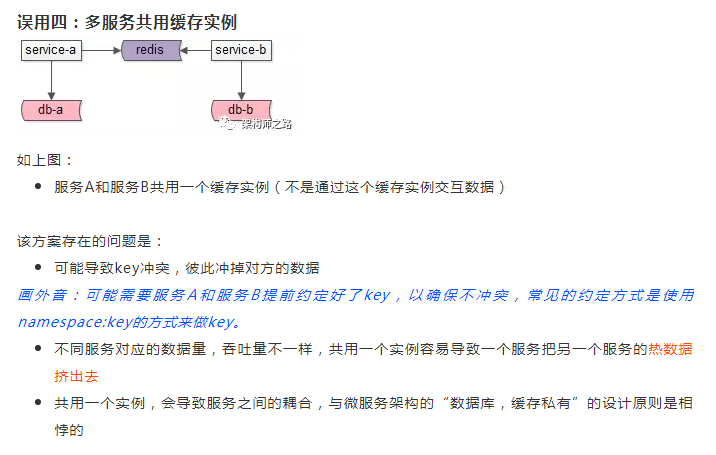 误用四：多服务共用缓存实例
service-a redis service-b
db-a db-b
架构师之路
如上图：
服务A和服务B共用一个缓存实例（不是通过这个缓存实例交互数据）
该方案存在的问题是：
可能导致key冲突，彼此冲掉对方的数据
画外音：可能需要服务A和服务B提前约定好了key，以确保不冲突，常见的约定方式是使用
namespace:key的方式来做key。
不同服务对应的数据量，吞吐量不一样，共用一个实例容易导致一个服务把另一个服务的热数据
挤出去
共用一个实例，会导致服务之间的耦合，与微服务架构的“数据库，缓存私有”的设计原则是相
悖的